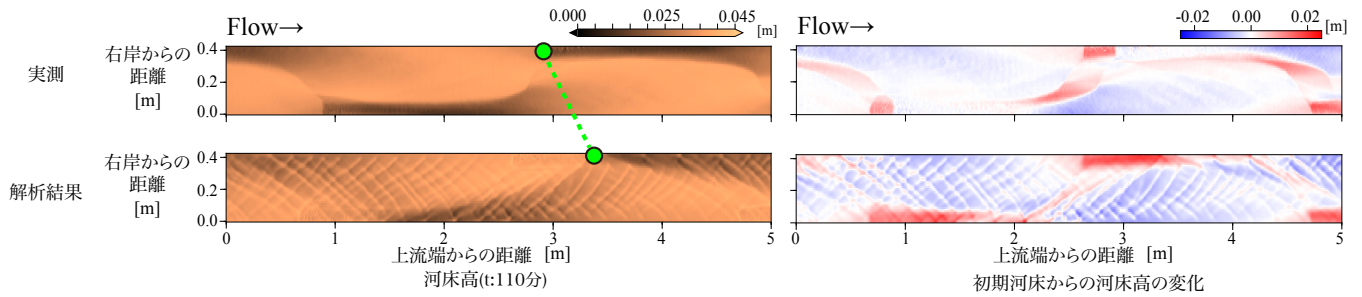 Flow→
0.000 0.025 0.045 [m]
実測
右岸からの
距離
[m]
0.4
0.2
0.0
解析結果
右岸からの
距離
[m]
0.4
0.2
0.0
0 1 2 3 4 5
上流端からの距離 [m]
河床高(t:110分)
Flow→
-0.02 0.00 0.02 [m]
0 1 2 3 4 5
上流端からの距離 [m]
初期河床からの河床高の変化